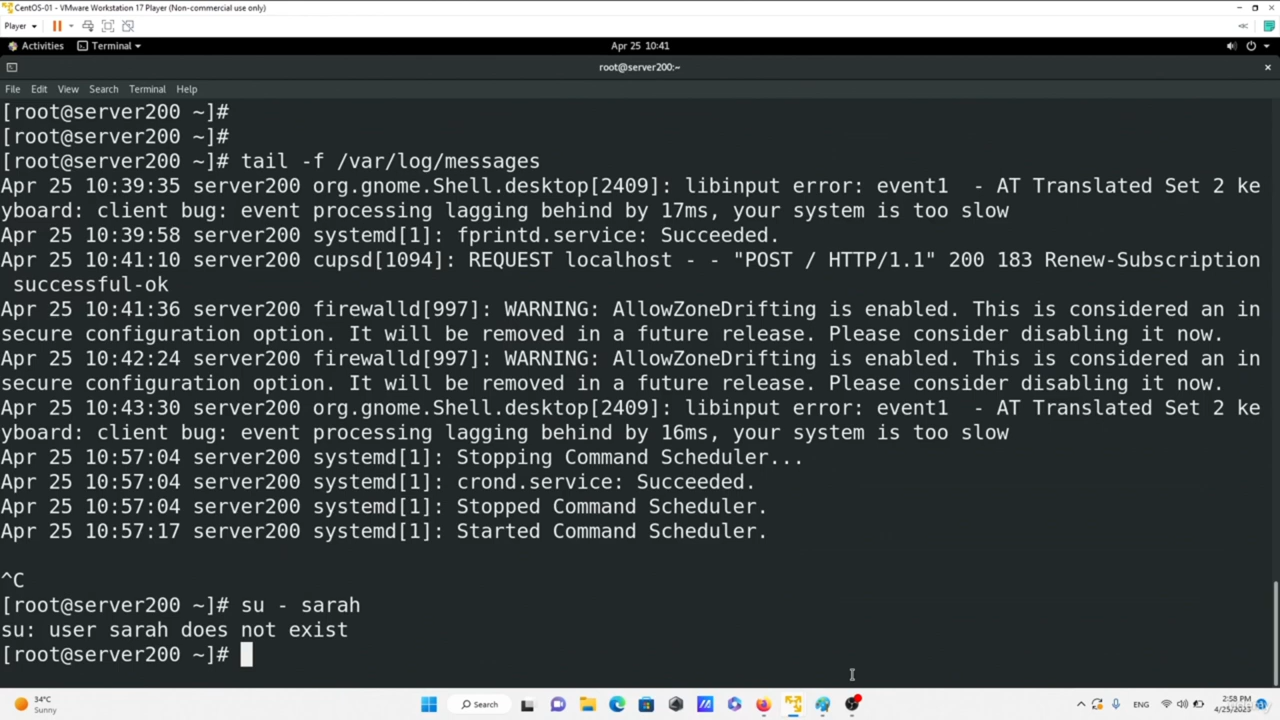 CentOS-01 - VMware Workstation 17 Player (Non-commercial use only)
Player
Activities
Terminal
Apr 25 10:41
root@server200:~
File Edit View Search Terminal Help
[root@server200 ~]#
[root@server200 ~]#
[root@server200 ~]# tail -f /var/log/messages
Apr 25 10:39:35 server200 org.gnome.Shell.desktop[2409]: libinput error: event1  - AT Translated Set 2 ke
yboard: client bug: event processing lagging behind by 17ms, your system is too slow
Apr 25 10:39:58 server200 systemd[1]: fprintd.service: Succeeded.
Apr 25 10:41:10 server200 cupsd[1094]: REQUEST localhost - - "POST / HTTP/1.1" 200 183 Renew-Subscription
 successful-ok
Apr 25 10:41:36 server200 firewalld[997]: WARNING: AllowZoneDrifting is enabled. This is considered an in
secure configuration option. It will be removed in a future release. Please consider disabling it now.
Apr 25 10:42:24 server200 firewalld[997]: WARNING: AllowZoneDrifting is enabled. This is considered an in
secure configuration option. It will be removed in a future release. Please consider disabling it now.
Apr 25 10:43:30 server200 org.gnome.Shell.desktop[2409]: libinput error: event1  - AT Translated Set 2 ke
yboard: client bug: event processing lagging behind by 16ms, your system is too slow
Apr 25 10:57:04 server200 systemd[1]: Stopping Command Scheduler...
Apr 25 10:57:04 server200 systemd[1]: crond.service: Succeeded.
Apr 25 10:57:04 server200 systemd[1]: Stopped Command Scheduler.
Apr 25 10:57:17 server200 systemd[1]: Started Command Scheduler.
^C
[root@server200 ~]# su - sarah
su: user sarah does not exist
[root@server200 ~]#
34°C
Sunny
Search
ENG
2:58 PM
4/25/2023